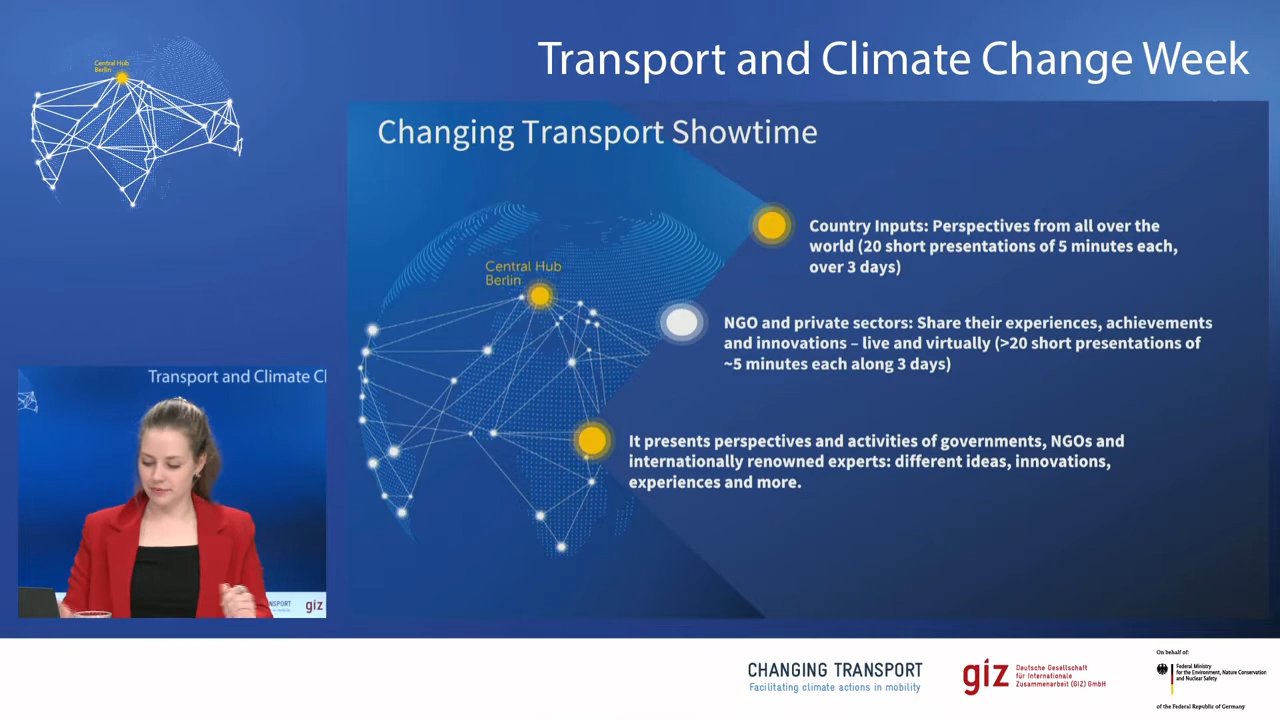 Transport and Climate Change Week
Central Hub
Berlin
Changing Transport Showtime
Central Hub
Berlin
Country Inputs: Perspectives from all over the
world (20 short presentations of 5 minutes each,
over 3 days)
NGO and private sectors: Share their experiences, achievements
and innovations – live and virtually (>20 short presentations of
~5 minutes each along 3 days)
It presents perspectives and activities of governments, NGOs and
internationally renowned experts: different ideas, innovations,
experiences and more.
Transport and Climate Cl
NSPORT
giz
CHANGING TRANSPORT
Facilitating climate actions in mobility
giz
Deutsche Gesellschaft
für Internationale
Zusammenarbeit (GIZ) GmbH
On behalf of:
Federal Ministry
for the Environment, Nature Conservation
and Nuclear Safety
of the Federal Republic of Germany